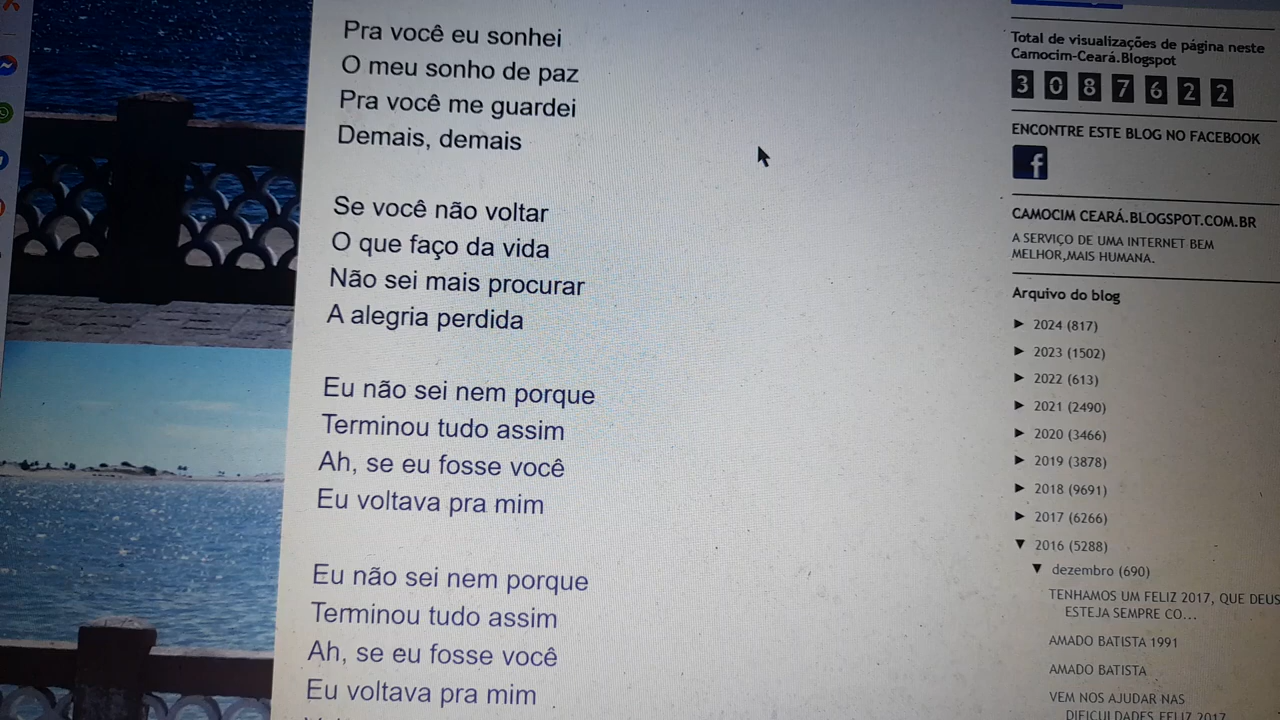 Pra você eu sonhei
O meu sonho de paz
Pra você me guardei
Demais, demais
Se você não voltar
O que faço da vida
Não sei mais procurar
A alegria perdida
Eu não sei nem porque
Terminou tudo assim
Ah, se eu fosse você
Eu voltava pra mim
Eu não sei nem porque
Terminou tudo assim
Ah, se eu fosse você
Eu voltava pra mim
Total de visualizações de página neste
Camocim-Ceará.Blogspot
3087622
ENCONTRE ESTE BLOG NO FACEBOOK
f
CAMOCIM CEARÁ.BLOGSPOT.COM.BR
A SERVIÇO DE UMA INTERNET BEM
MELHOR,MAIS HUMANA.
Arquivo do blog
► 2024 (817)
► 2023 (1502)
► 2022 (613)
► 2021 (2490)
► 2020 (3466)
► 2019 (3878)
► 2018 (9691)
► 2017 (6266)
▼ 2016 (5288)
▼ dezembro (690)
TENHAMOS UM FELIZ 2017, QUE DEUS
ESTEJA SEMPRE CO...
AMADO BATISTA 1991
AMADO BATISTA
VEM NOS AJUDAR NAS
DIFICULDADES FELIZ 2017